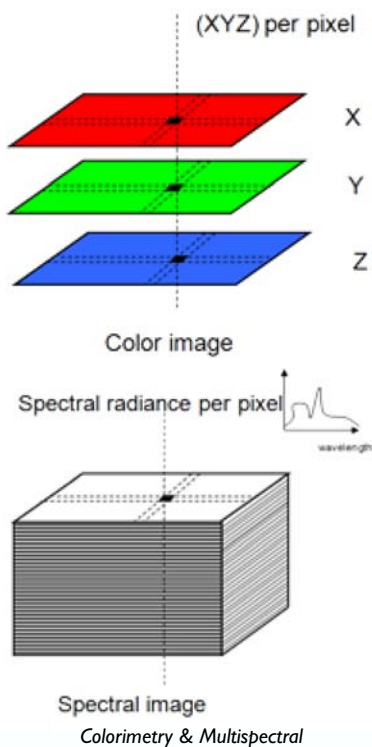 (XYZ) per pixel
X
Y
Z
Color image
Spectral radiance per pixel
wavelength
Spectral image
Colorimetry & Multispectral